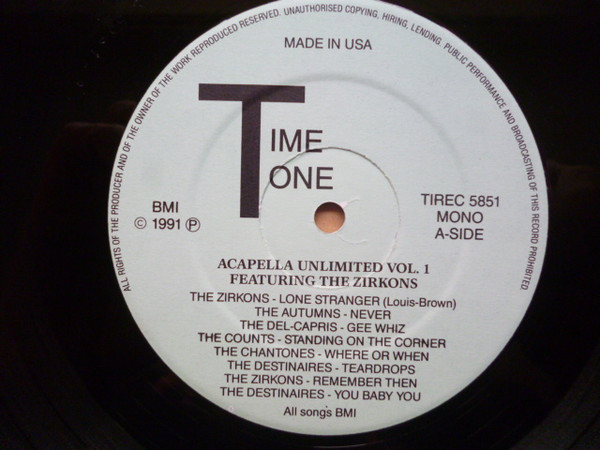 ALL RIGHTS OF THE PRODUCER AND OF THE OWNER OF THE WORK REPRODUCED RESERVED. UNAUTHORISED COPYING, HIRING, LENDING. PUBLIC PERFORMANCE AND BROADCASTING OF THIS RECORD PROHIBITED.
MADE IN USA
TIME
TONE
BMI
© 1991 ℗
TIREC 5851
MONO
A-SIDE
ACAPELLA UNLIMITED VOL. 1
FEATURING THE ZIRKONS
THE ZIRKONS - LONE STRANGER (Louis-Brown)
THE AUTUMNS - NEVER
THE DEL-CAPRIS - GEE WHIZ
THE COUNTS - STANDING ON THE CORNER
THE CHANTONES - WHERE OR WHEN
THE DESTINAIRES - TEARDROPS
THE ZIRKONS - REMEMBER THEN
THE DESTINAIRES - YOU BABY YOU
All song's BMI